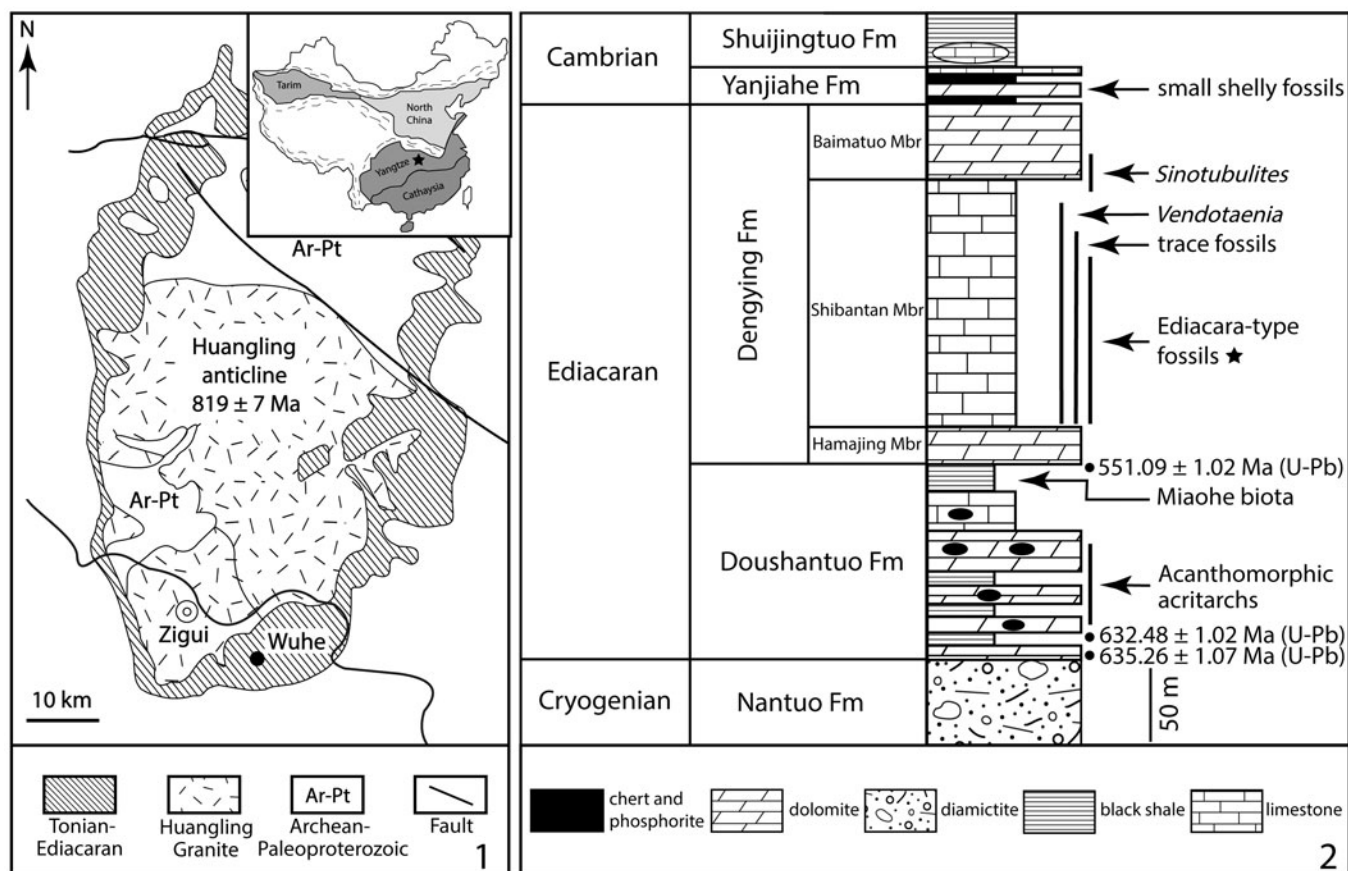 N
Tarim
North
China
Yangtze
Cathaysia
Ar-Pt
Huangling
anticline
819 ± 7 Ma
Ar-Pt
Zigui
Wuhe
10 km
Tonian-
Ediacaran
Huangling
Granite
Ar-Pt
Archean-
Paleoproterozoic
Fault
1
Cambrian
Shuijingtuo Fm
Yanjiahe Fm
small shelly fossils
Ediacaran
Dengying Fm
Baimatuo Mbr
Sinotubulites
Vendotaenia
trace fossils
Shibantan Mbr
Ediacara-type
fossils ★
Hamajing Mbr
551.09 ± 1.02 Ma (U-Pb)
Miaohe biota
Doushantuo Fm
Acanthomorphic
acritarchs
632.48 ± 1.02 Ma (U-Pb)
635.26 ± 1.07 Ma (U-Pb)
Cryogenian
Nantuo Fm
50 m
chert and
phosphorite
dolomite
diamictite
black shale
limestone
2